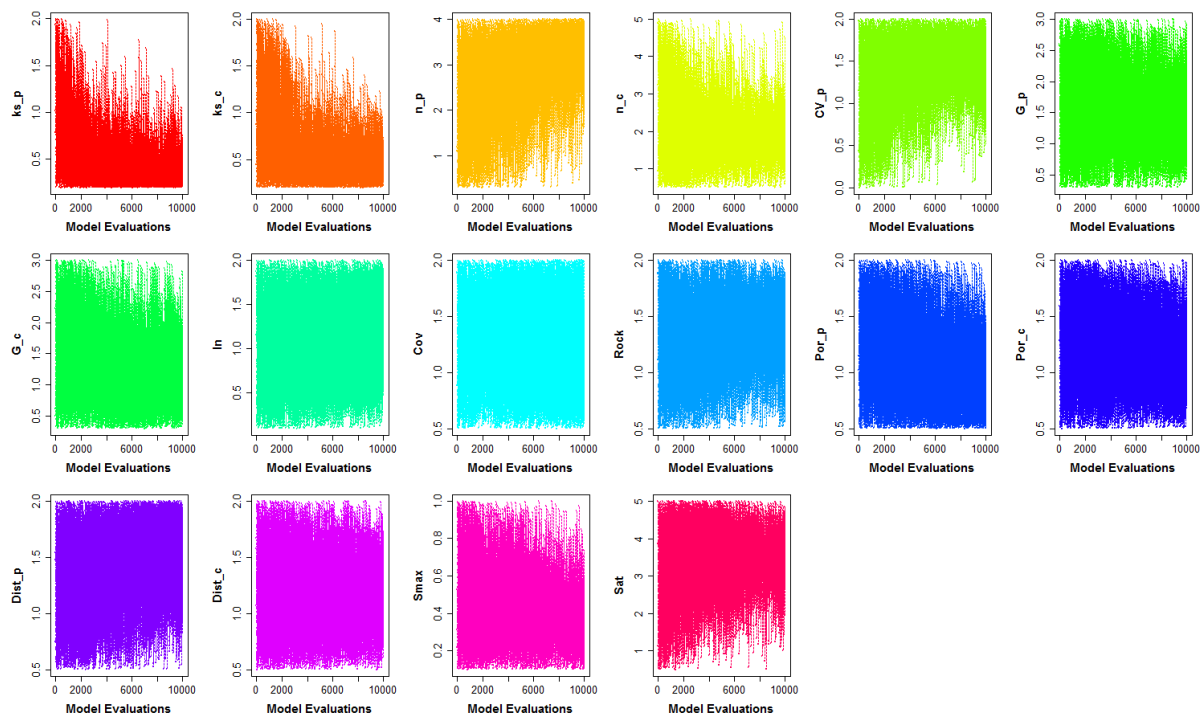 ks_p
0.5 1.0 1.5 2.0
0 2000 6000 10000
Model Evaluations
ks_c
0.5 1.0 1.5 2.0
0 2000 6000 10000
Model Evaluations
n_p
1 2 3 4
0 2000 6000 10000
Model Evaluations
n_c
1 2 3 4 5
0 2000 6000 10000
Model Evaluations
CV_p
0.0 0.5 1.0 1.5 2.0
0 2000 6000 10000
Model Evaluations
G_p
0.5 1.0 1.5 2.0 2.5 3.0
0 2000 6000 10000
Model Evaluations
G_c
0.5 1.0 1.5 2.0 2.5 3.0
0 2000 6000 10000
Model Evaluations
In
0.5 1.0 1.5 2.0
0 2000 6000 10000
Model Evaluations
Cov
0.5 1.0 1.5 2.0
0 2000 6000 10000
Model Evaluations
Rock
0.5 1.0 1.5 2.0
0 2000 6000 10000
Model Evaluations
Por_p
0.5 1.0 1.5 2.0
0 2000 6000 10000
Model Evaluations
Por_c
0.5 1.0 1.5 2.0
0 2000 6000 10000
Model Evaluations
Dist_p
0.5 1.0 1.5 2.0
0 2000 6000 10000
Model Evaluations
Dist_c
0.5 1.0 1.5 2.0
0 2000 6000 10000
Model Evaluations
Smax
0.2 0.4 0.6 0.8 1.0
0 2000 6000 10000
Model Evaluations
Sat
1 2 3 4 5
0 2000 6000 10000
Model Evaluations